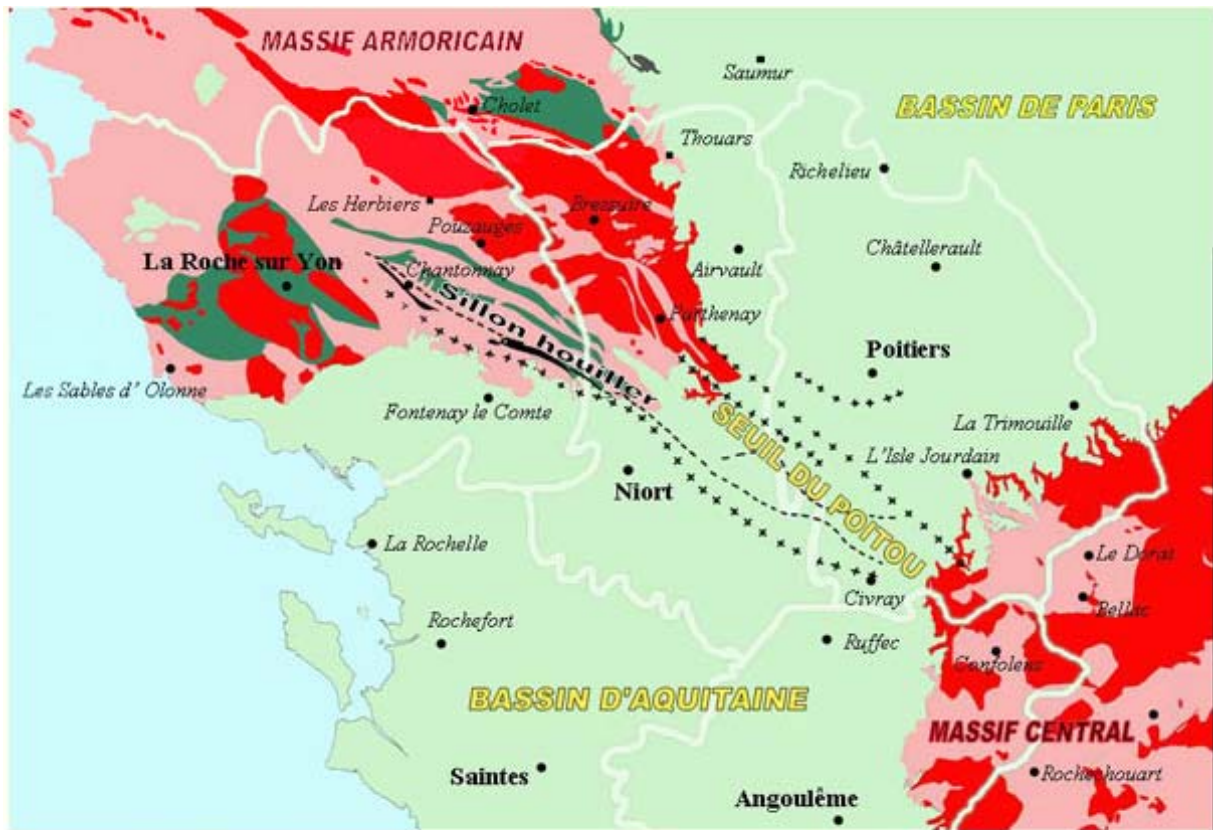 MASSIF ARMORICAIN
Saumur
BASSIN DE PARIS
Cholet
Thouars
Richelieu
Les Herbiers
Bressuire
Pouzauges
Châtellerault
La Roche sur Yon
Chantonnay
Airvault
Sillon houiller
Parthenay
Poitiers
Les Sables d' Olonne
Fontenay le Comte
La Trimouille
SEUIL DU POITOU
L'Isle Jourdain
Niort
La Rochelle
Le Dorat
Civray
Bellac
Rochefort
Ruffec
Confolens
BASSIN D'AQUITAINE
MASSIF CENTRAL
Saintes
Rochechouart
Angoulême